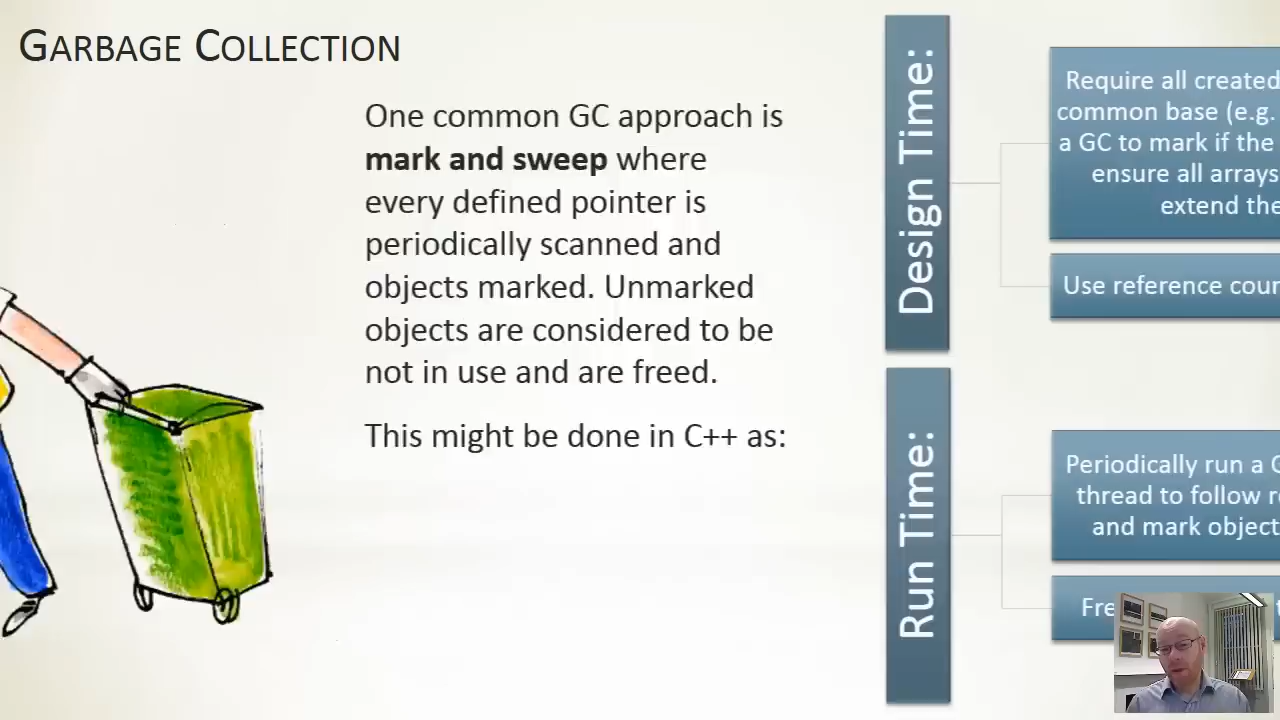 GARBAGE COLLECTION
One common GC approach is
mark and sweep where
every defined pointer is
periodically scanned and
objects marked. Unmarked
objects are considered to be
not in use and are freed.
This might be done in C++ as:
Design Time:
Require all created
common base (e.g.
a GC to mark if the
ensure all arrays
extend the
Use reference
Run Time:
Periodically run a
thread to follow
and mark